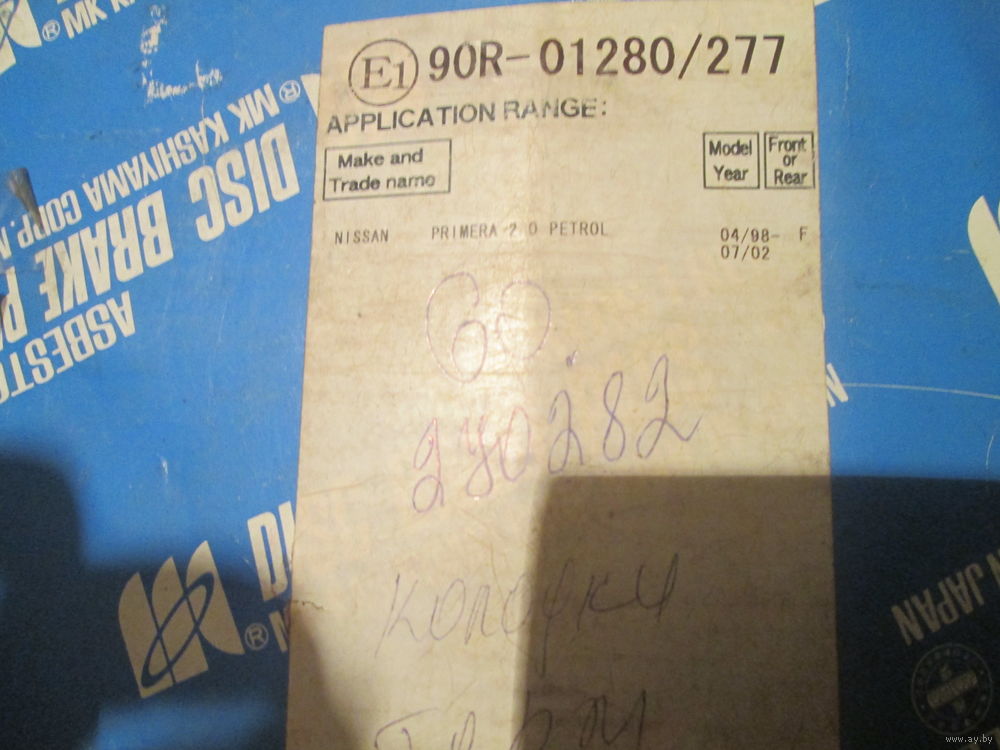 ® MK K
E1 90R-01280/277
APPLICATION RANGE:
Make and
Trade name
Model
Year
Front
or
Rear
NISSAN PRIMERA 2.0 PETROL 04/98- F
07/02
MK KASHIYAMA CORP. ®
DISC BRAKE P
ASBESTO
60
колодки
®
N JAPAN
www.ay.by